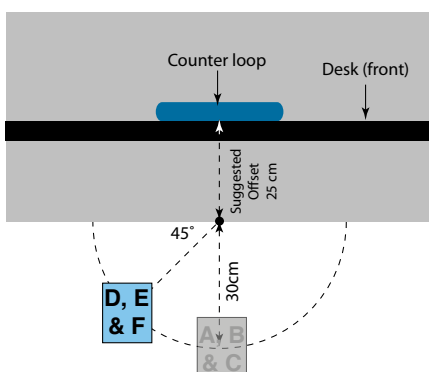 Counter loop
Desk (front)
Suggested
Offset
25 cm
45°
30cm
D, E
& F
A, B
& C